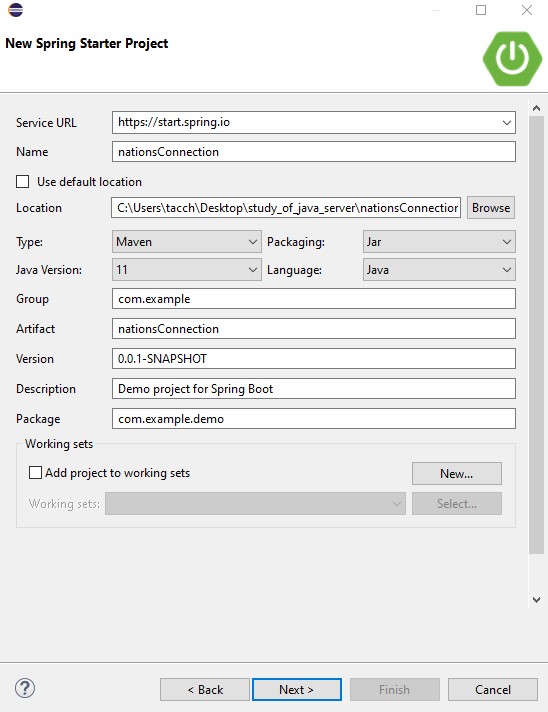 New Spring Starter Project
Service URL https://start.spring.io
Name nationsConnection
Use default location
Location C:\Users\tacch\Desktop\study_of_java_server\nationsConnection Browse
Type: Maven Packaging: Jar
Java Version: 11 Language: Java
Group com.example
Artifact nationsConnection
Version 0.0.1-SNAPSHOT
Description Demo project for Spring Boot
Package com.example.demo
Working sets
Add project to working sets New...
Working sets: Select...
? < Back Next > Finish Cancel